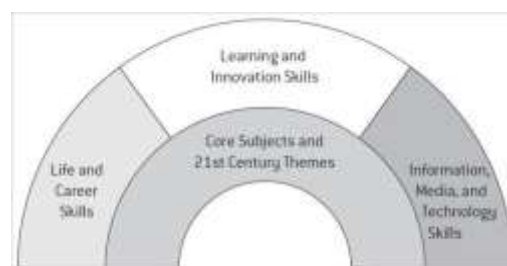 Learning and
Innovation Skills
Core Subjects and
21st Century Themes
Life and
Career
Skills
Information,
Media, and
Technology
Skills